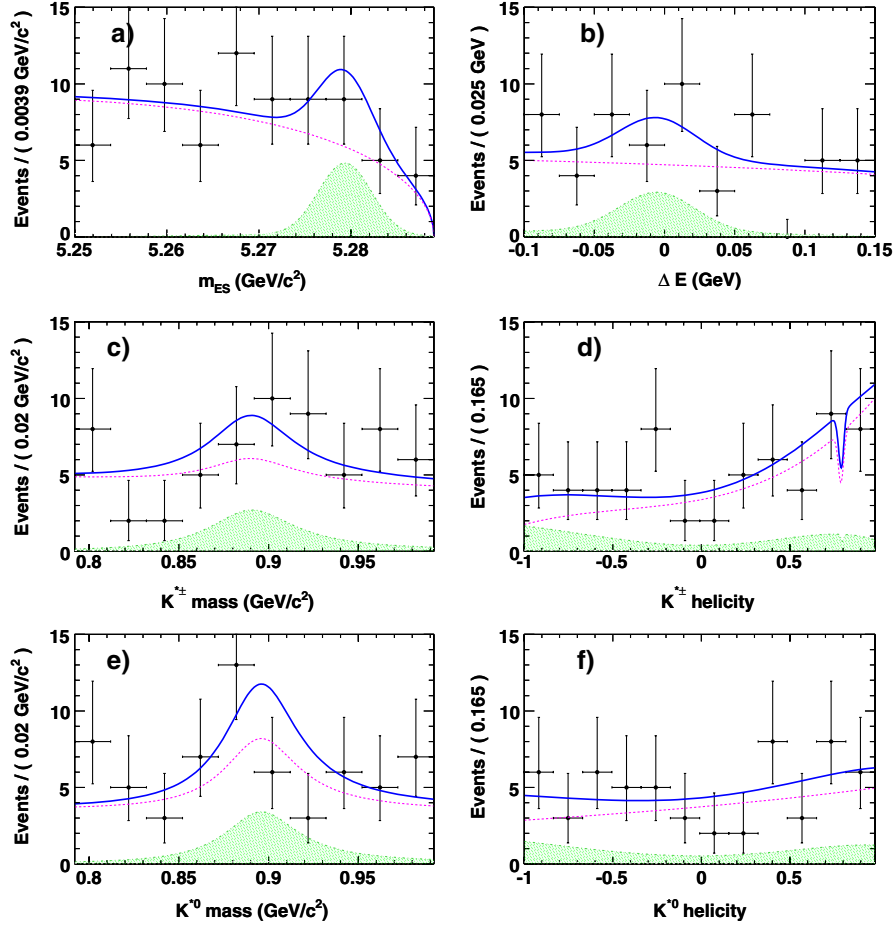 a)
Events / ( 0.0039 GeV/c²)
15
10
5
0
5.25 5.26 5.27 5.28
m_ES (GeV/c²)
b)
Events / ( 0.025 GeV)
15
10
5
0
-0.1 -0.05 0 0.05 0.1 0.15
Δ E (GeV)
c)
Events / ( 0.02 GeV/c²)
15
10
5
0
0.8 0.85 0.9 0.95
K*± mass (GeV/c²)
d)
Events / ( 0.165)
15
10
5
0
-1 -0.5 0 0.5
K*± helicity
e)
Events / ( 0.02 GeV/c²)
15
10
5
0
0.8 0.85 0.9 0.95
K*⁰ mass (GeV/c²)
f)
Events / ( 0.165)
15
10
5
0
-1 -0.5 0 0.5
K*⁰ helicity